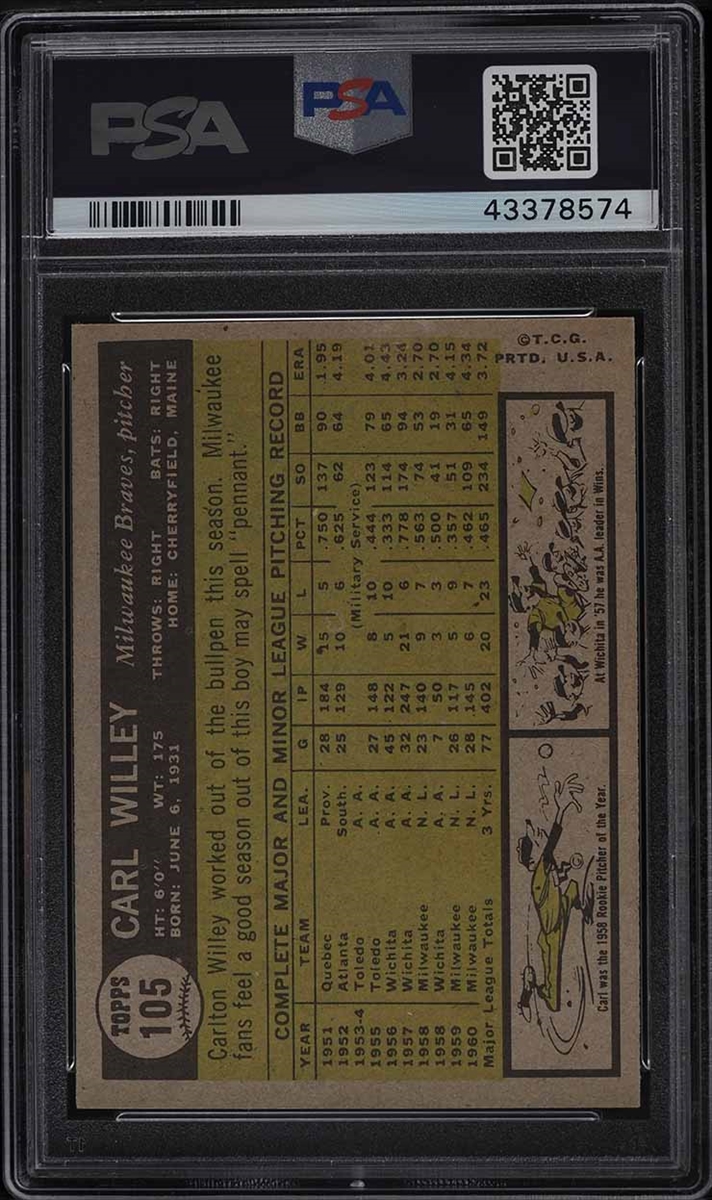 PSA
PSA
43378574
TOPPS
105
CARL WILLEY Milwaukee Braves, pitcher
HT: 6'0" WT: 175 THROWS: RIGHT BATS: RIGHT
BORN: JUNE 6, 1931 HOME: CHERRYFIELD, MAINE
Carlton Willey worked out of the bullpen this season. Milwaukee
fans feel a good season out of this boy may spell "pennant."
COMPLETE MAJOR AND MINOR LEAGUE PITCHING RECORD
YEAR TEAM LEA. G IP W L PCT SO BB ERA
1951 Quebec Prov. 28 184 15 5 .750 137 90 1.95
1952 Atlanta South. 25 129 10 6 .625 62 64 4.19
1953-4 Toledo A. A. (Military Service)
1955 Toledo A. A. 27 148 8 10 .444 123 79 4.01
1956 Wichita A. A. 45 122 5 10 .333 114 65 4.43
1957 Wichita A. A. 32 247 21 6 .778 174 94 3.24
1958 Milwaukee N. L. 23 140 9 7 .563 74 53 2.70
1958 Wichita A. A. 7 50 3 3 .500 41 19 2.70
1959 Milwaukee N. L. 26 117 5 9 .357 51 31 4.15
1960 Milwaukee N. L. 28 145 6 7 .462 109 65 4.34
Major League Totals 3 Yrs. 77 402 20 23 .465 234 149 3.72
Carl was the 1958 Rookie Pitcher of the Year.
At Wichita in '57 he was A.A. leader in Wins.
©T.C.G.
PRTD. U.S.A.